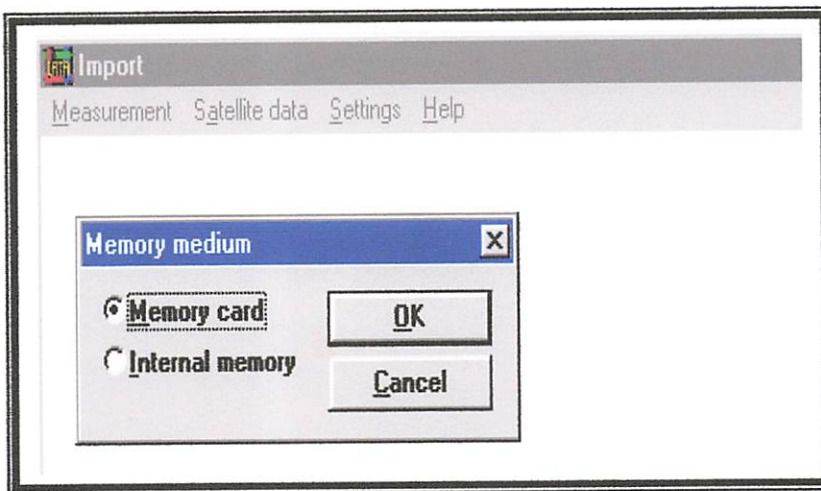 Import
Measurement Satellite data Settings Help
Memory medium
Memory card
OK
Internal memory
Cancel